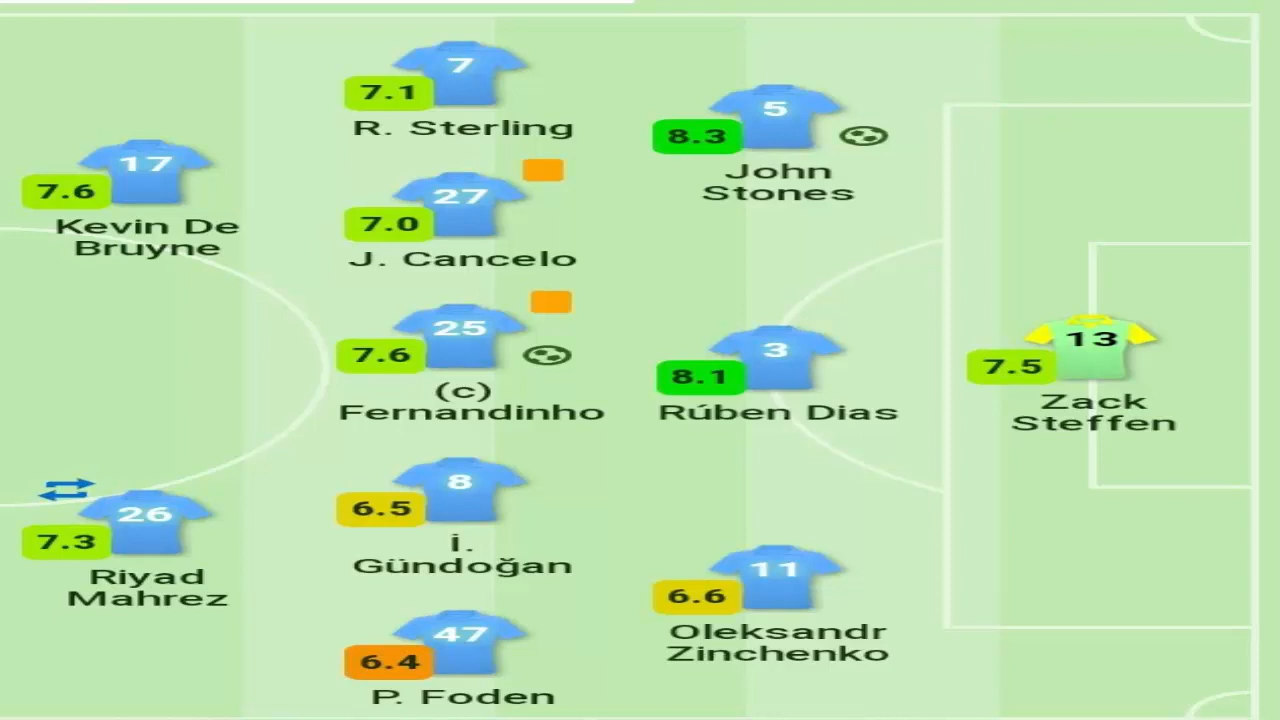 7
7.1
R. Sterling
5
8.3
John
Stones
17
7.6
Kevin De
Bruyne
27
7.0
J. Cancelo
25
7.6
(c)
Fernandinho
3
8.1
Rúben Dias
13
7.5
Zack
Steffen
26
7.3
Riyad
Mahrez
8
6.5
İ.
Gündoğan
11
6.6
Oleksandr
Zinchenko
47
6.4
P. Foden